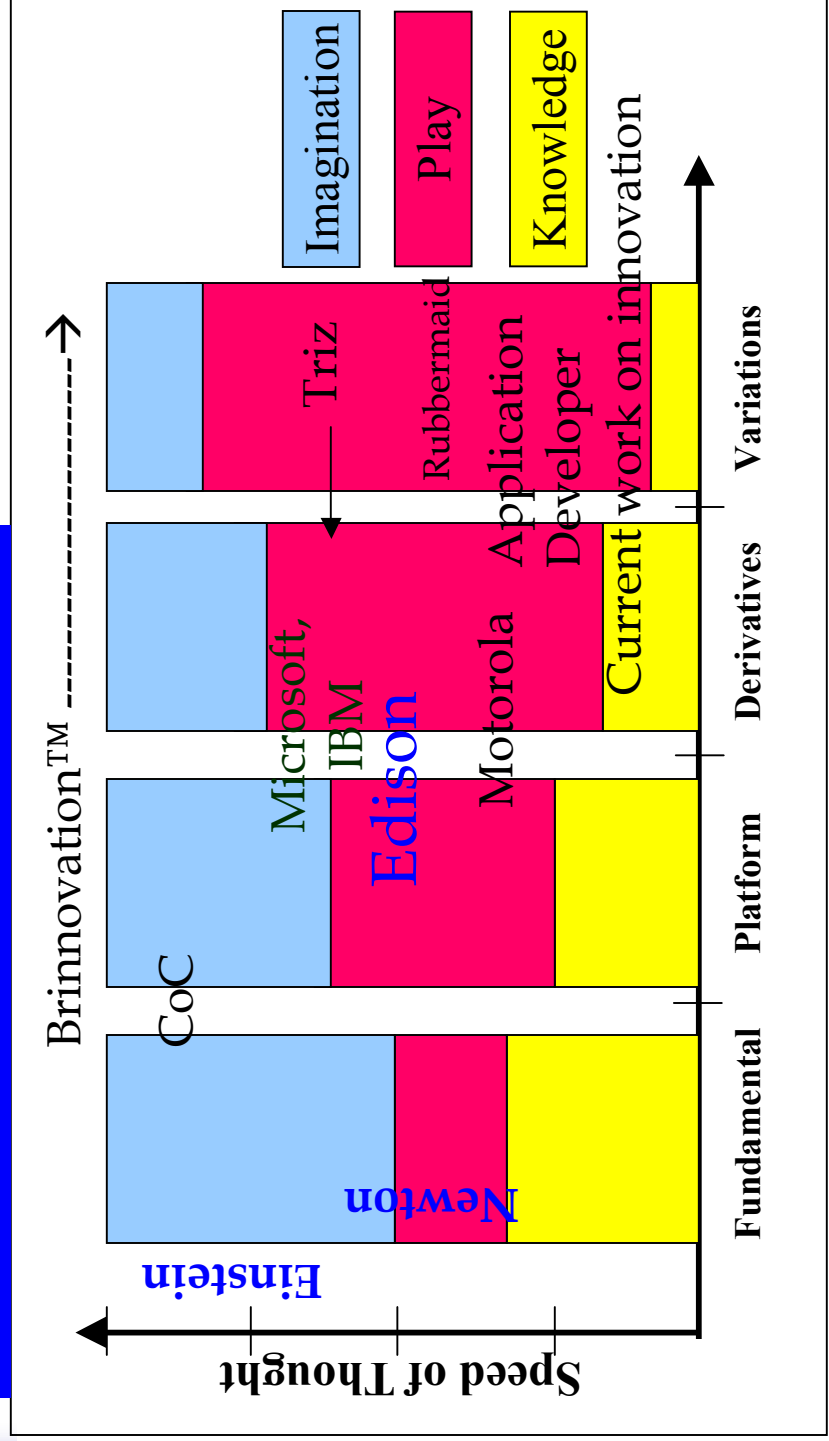 Brinnovation™ ----------------------→
CoC
Microsoft,
IBM
Edison
Motorola
Triz
Rubbermaid
Application
Developer
Current work on innovation
Imagination
Play
Knowledge
Einstein
Newton
Speed of Thought
Fundamental
Platform
Derivatives
Variations